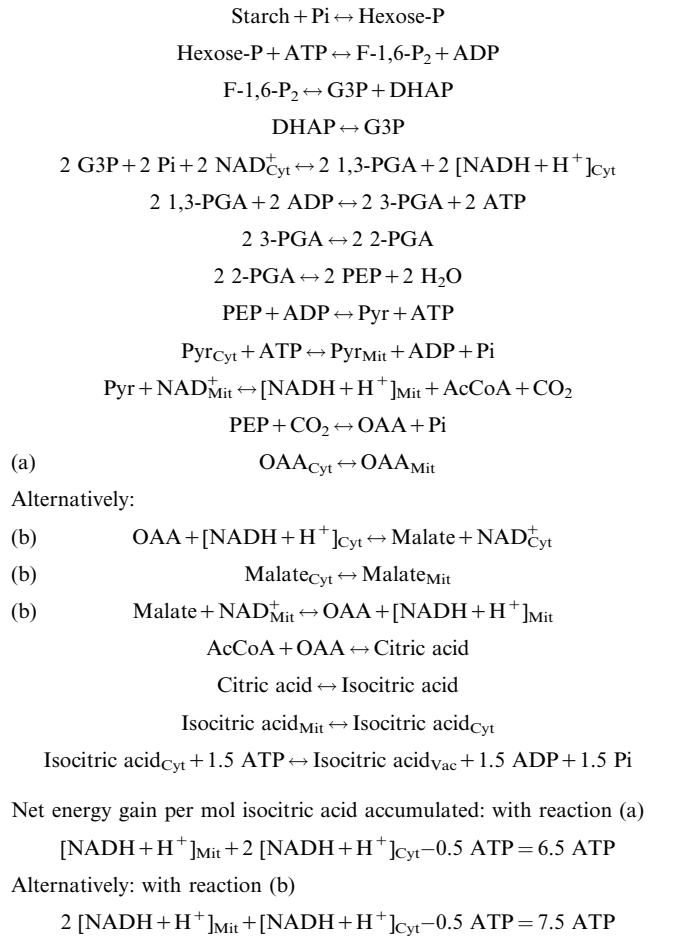 Starch + Pi ↔ Hexose-P
Hexose-P + ATP ↔ F-1,6-P₂ + ADP
F-1,6-P₂ ↔ G3P + DHAP
DHAP ↔ G3P
2 G3P + 2 Pi + 2 NAD⁺Cyt ↔ 2 1,3-PGA + 2 [NADH + H⁺]Cyt
2 1,3-PGA + 2 ADP ↔ 2 3-PGA + 2 ATP
2 3-PGA ↔ 2 2-PGA
2 2-PGA ↔ 2 PEP + 2 H₂O
PEP + ADP ↔ Pyr + ATP
PyrCyt + ATP ↔ PyrMit + ADP + Pi
Pyr + NAD⁺Mit ↔ [NADH + H⁺]Mit + AcCoA + CO₂
PEP + CO₂ ↔ OAA + Pi
(a) OAACyt ↔ OAAMit
Alternatively:
(b) OAA + [NADH + H⁺]Cyt ↔ Malate + NAD⁺Cyt
(b) MalateCyt ↔ MalateMit
(b) Malate + NAD⁺Mit ↔ OAA + [NADH + H⁺]Mit
AcCoA + OAA ↔ Citric acid
Citric acid ↔ Isocitric acid
Isocitric acidMit ↔ Isocitric acidCyt
Isocitric acidCyt + 1.5 ATP ↔ Isocitric acidVac + 1.5 ADP + 1.5 Pi
Net energy gain per mol isocitric acid accumulated: with reaction (a)
[NADH + H⁺]Mit + 2 [NADH + H⁺]Cyt − 0.5 ATP = 6.5 ATP
Alternatively: with reaction (b)
2 [NADH + H⁺]Mit + [NADH + H⁺]Cyt − 0.5 ATP = 7.5 ATP